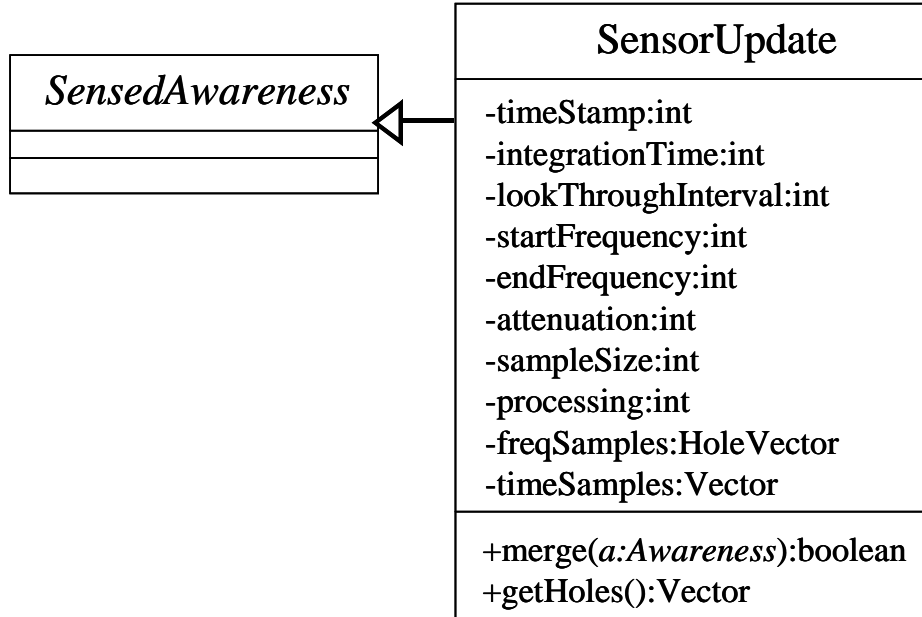 SensedAwareness
SensorUpdate
-timeStamp:int
-integrationTime:int
-lookThroughInterval:int
-startFrequency:int
-endFrequency:int
-attenuation:int
-sampleSize:int
-processing:int
-freqSamples:HoleVector
-timeSamples:Vector
+merge(a:Awareness):boolean
+getHoles():Vector